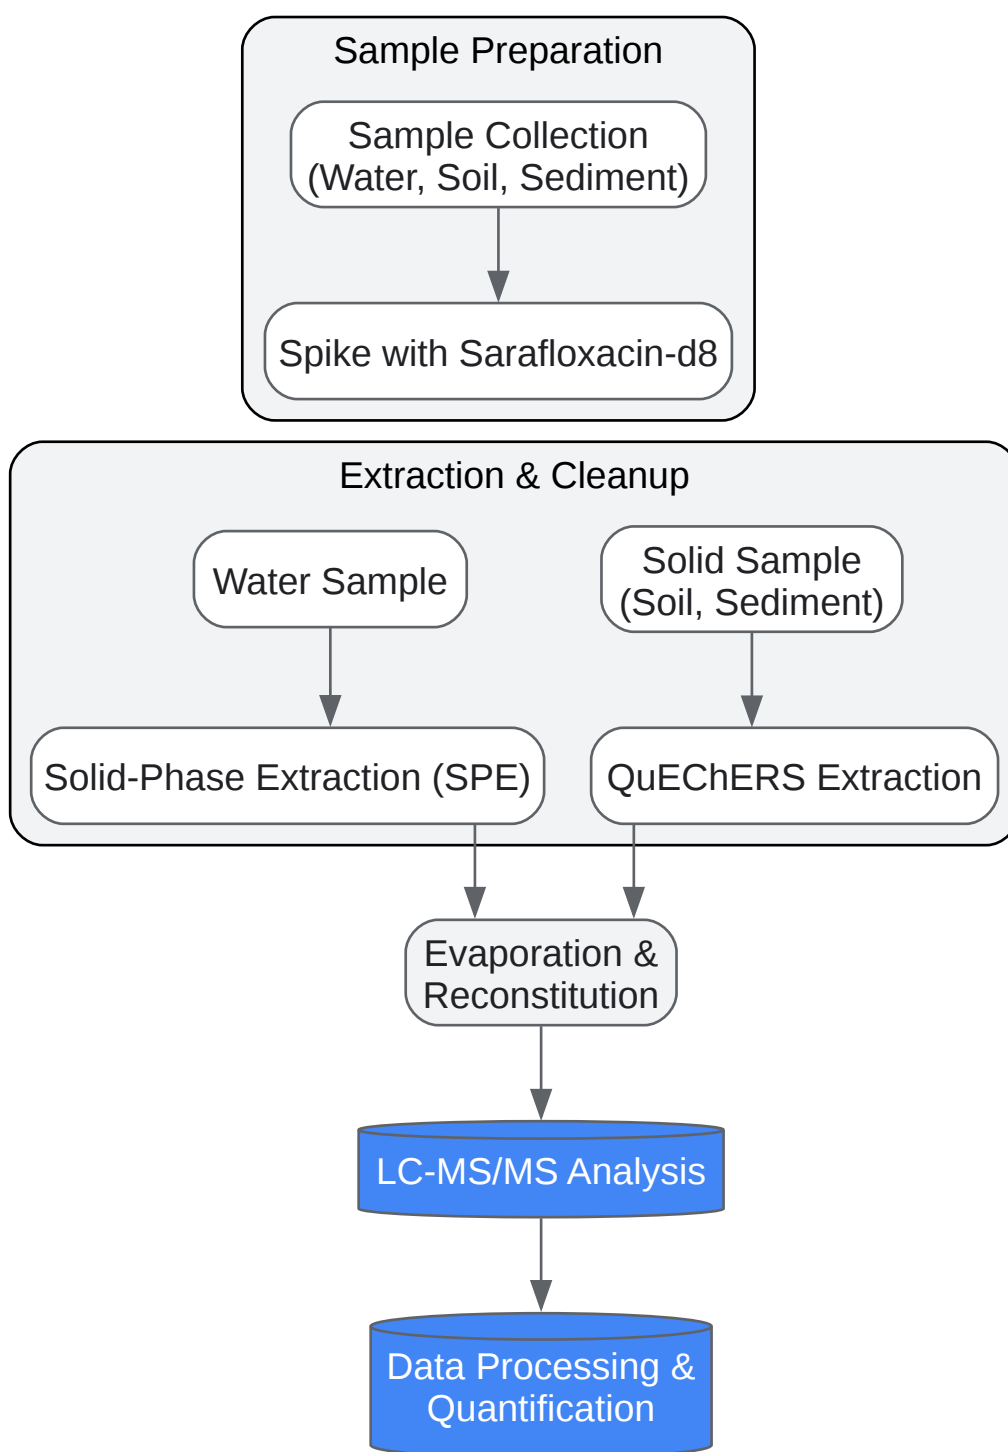 Sample Preparation
Sample Collection
(Water, Soil, Sediment)
Spike with Sarafloxacin-d8
Extraction & Cleanup
Water Sample
Solid Sample
(Soil, Sediment)
Solid-Phase Extraction (SPE)
QuEChERS Extraction
Evaporation &
Reconstitution
LC-MS/MS Analysis
Data Processing &
Quantification